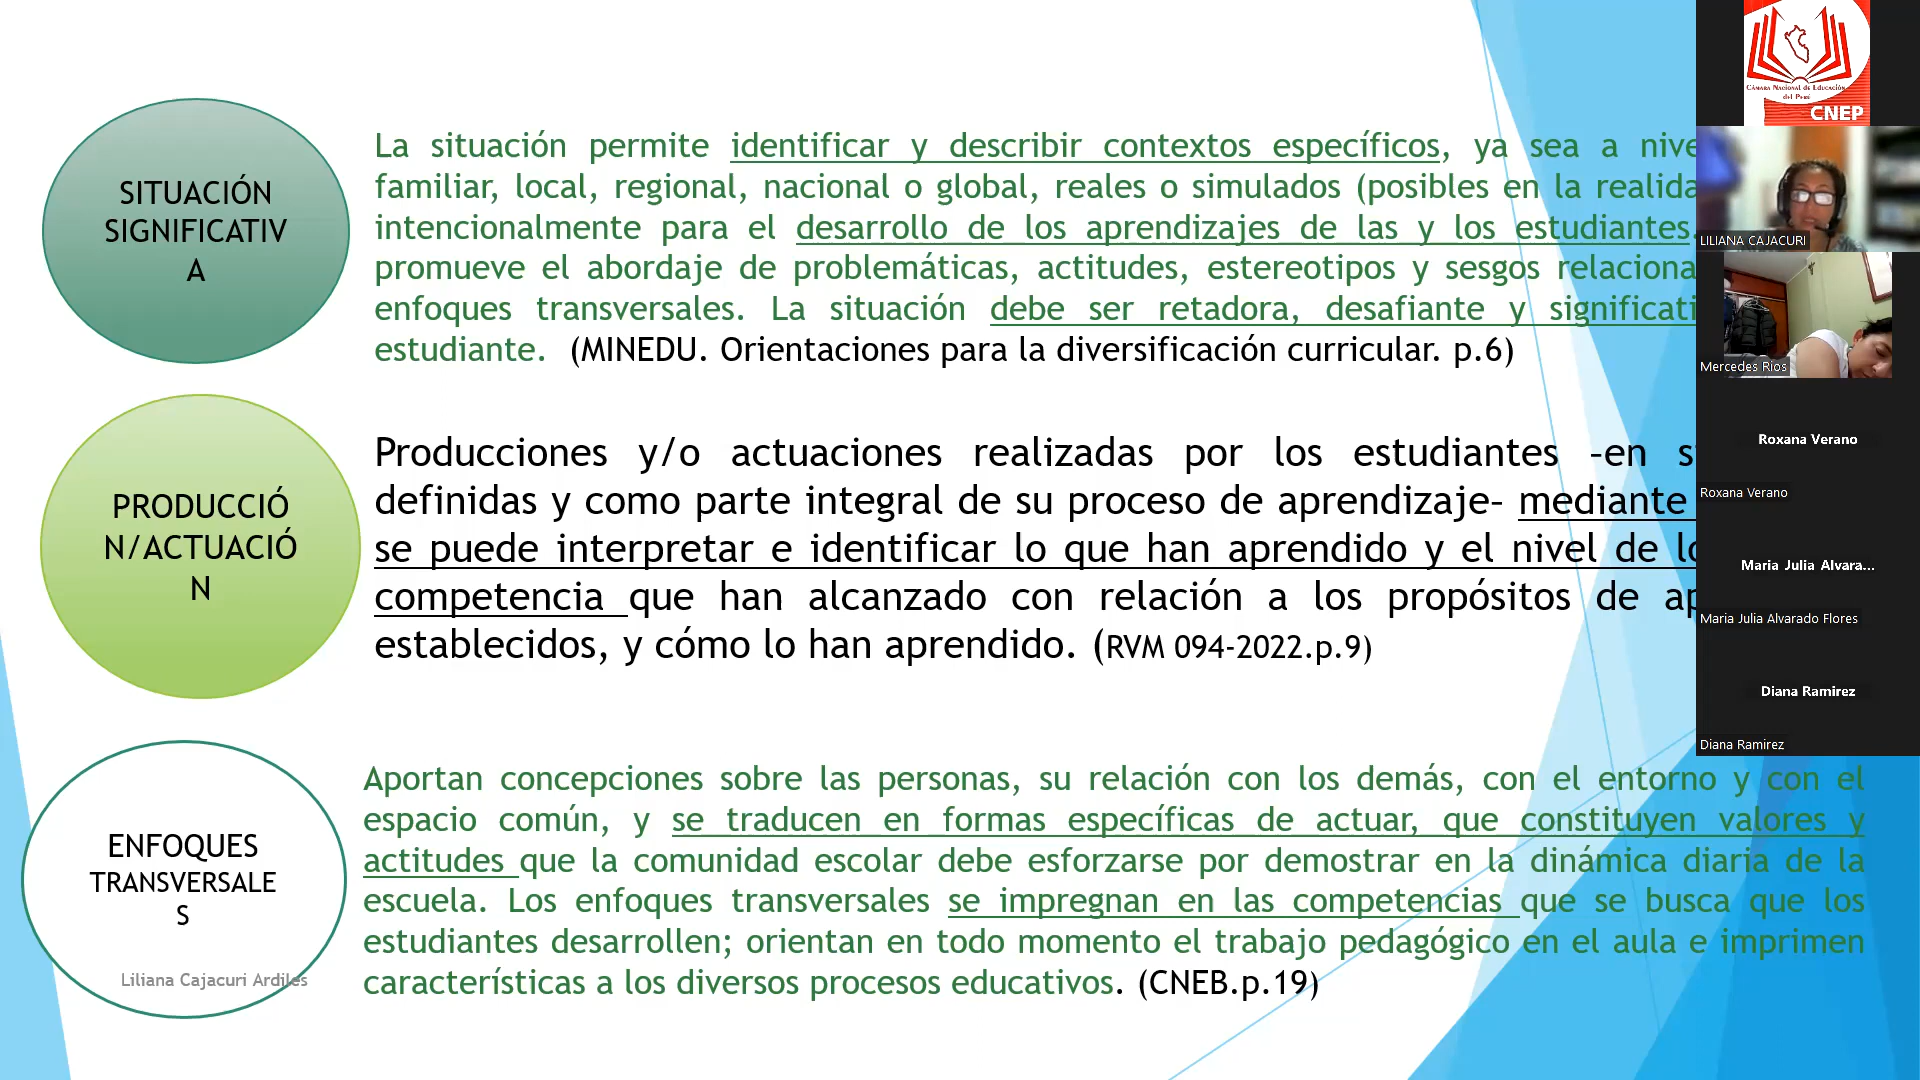 SITUACIÓN
SIGNIFICATIV
A
La situación permite identificar y describir contextos específicos, ya sea a nive
familiar, local, regional, nacional o global, reales o simulados (posibles en la realida
intencionalmente para el desarrollo de los aprendizajes de las y los estudiantes.
promueve el abordaje de problemáticas, actitudes, estereotipos y sesgos relaciona
enfoques transversales. La situación debe ser retadora, desafiante y significati
estudiante. (MINEDU. Orientaciones para la diversificación curricular. p.6)
PRODUCCIÓ
N/ACTUACIÓ
N
Producciones y/o actuaciones realizadas por los estudiantes –en s
definidas y como parte integral de su proceso de aprendizaje– mediante
se puede interpretar e identificar lo que han aprendido y el nivel de lo
competencia que han alcanzado con relación a los propósitos de ap
establecidos, y cómo lo han aprendido. (RVM 094-2022.p.9)
ENFOQUES
TRANSVERSALE
S
Liliana Cajacuri Ardiles
Aportan concepciones sobre las personas, su relación con los demás, con el entorno y con el
espacio común, y se traducen en formas específicas de actuar, que constituyen valores y
actitudes que la comunidad escolar debe esforzarse por demostrar en la dinámica diaria de la
escuela. Los enfoques transversales se impregnan en las competencias que se busca que los
estudiantes desarrollen; orientan en todo momento el trabajo pedagógico en el aula e imprimen
características a los diversos procesos educativos. (CNEB.p.19)
Cámara Nacional de Educación
del Perú
CNEP
LILIANA CAJACURI
Mercedes Rios
Roxana Verano
Roxana Verano
Maria Julia Alvara...
Maria Julia Alvarado Flores
Diana Ramirez
Diana Ramirez